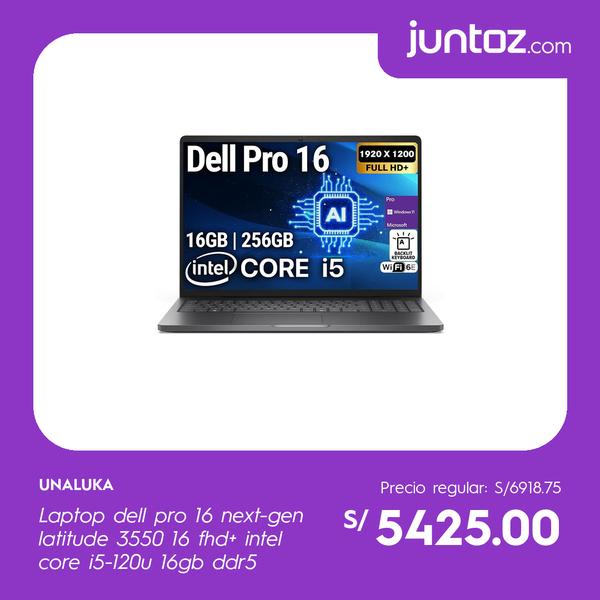 juntoz.com
Dell Pro 16
1920 X 1200
FULL HD+
AI
Pro
Windows 11
Microsoft
16GB | 256GB
A
BACKLIT
KEYBOARD
intel CORE i5
Wi Fi 6E
UNALUKA
Laptop dell pro 16 next-gen
latitude 3550 16 fhd+ intel
core i5-120u 16gb ddr5
Precio regular: S/6918.75
S/ 5425.00